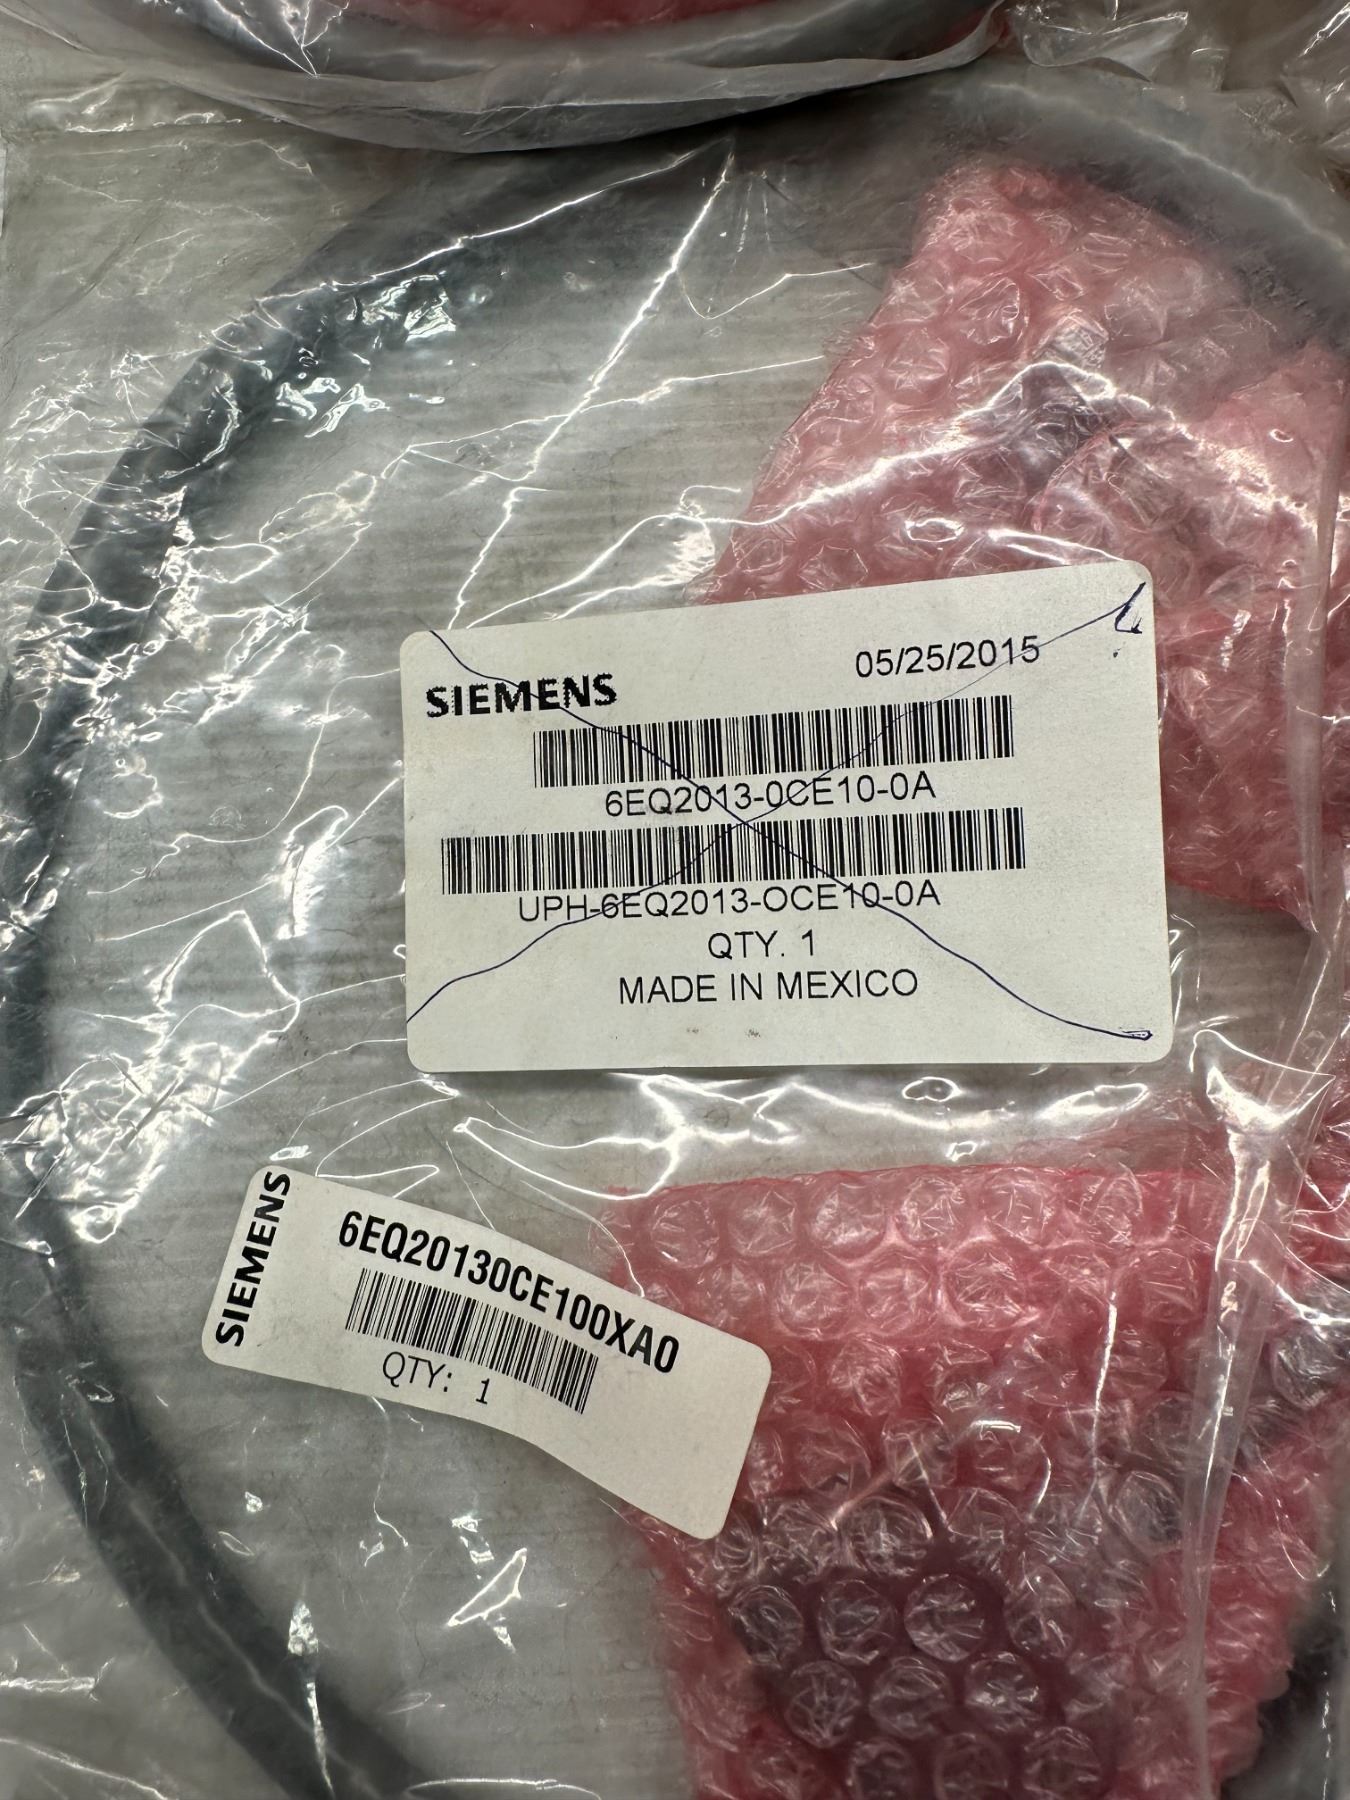 05/25/2015
SIEMENS
6EQ2013-0CE10-0A
UPH-6EQ2013-OCE10-0A
QTY. 1
MADE IN MEXICO
SIEMENS
6EQ20130CE100XA0
QTY: 1